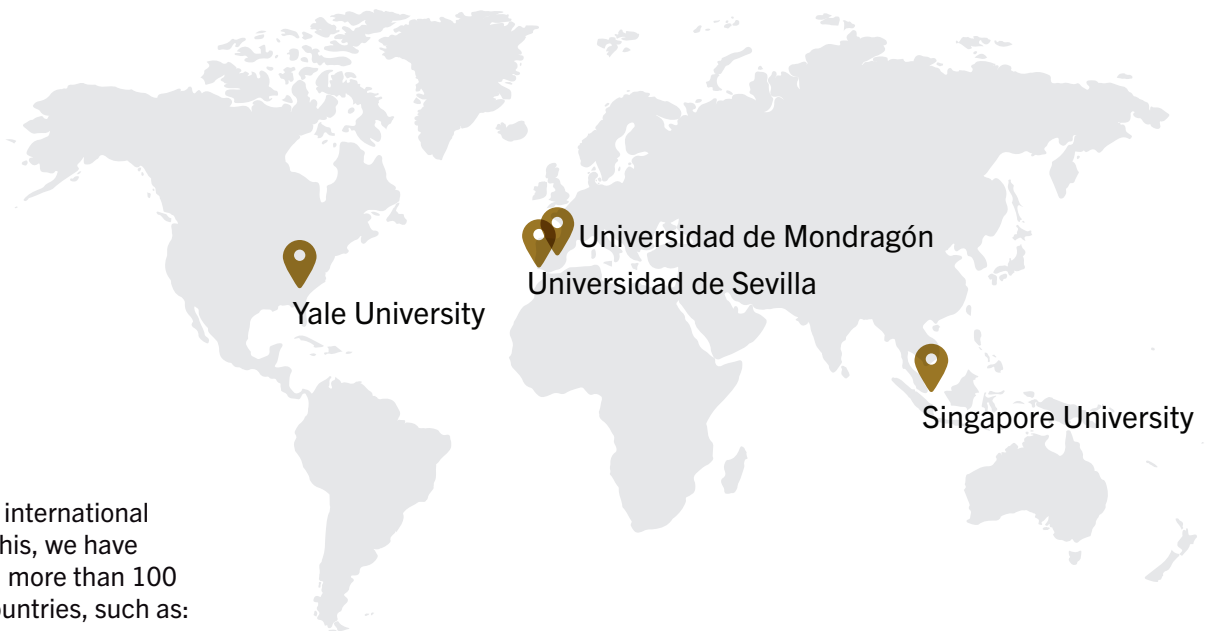 Universidad de Mondragón
Universidad de Sevilla
Yale University
Singapore University
international
his, we have
more than 100
ountries, such as: